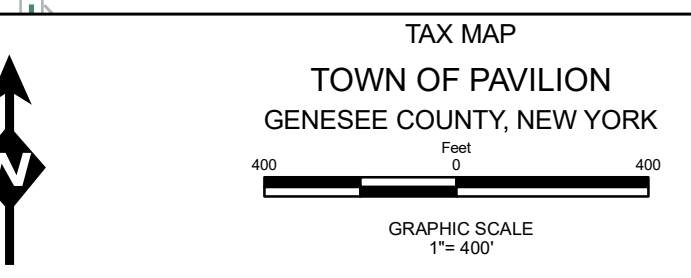 TAX MAP
TOWN OF PAVILION
GENESEE COUNTY, NEW YORK
Feet
400 0 400
GRAPHIC SCALE
1"= 400'
N